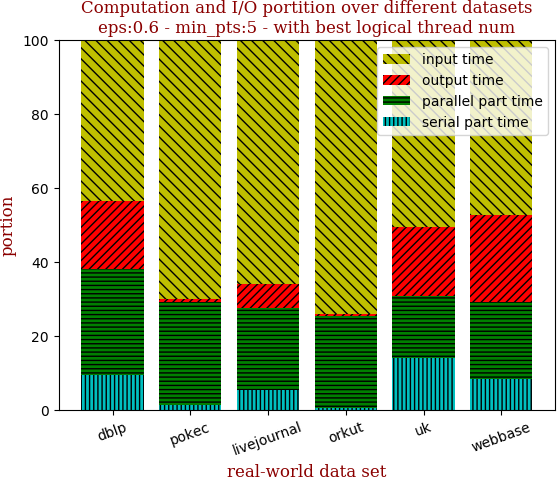 Computation and I/O partition over different datasets
eps:0.6 - min_pts:5 - with best logical thread num
100
80
60
40
20
0
portion
input time
output time
parallel part time
serial part time
dblp
pokec
livejournal
orkut
uk
webbase
real-world data set